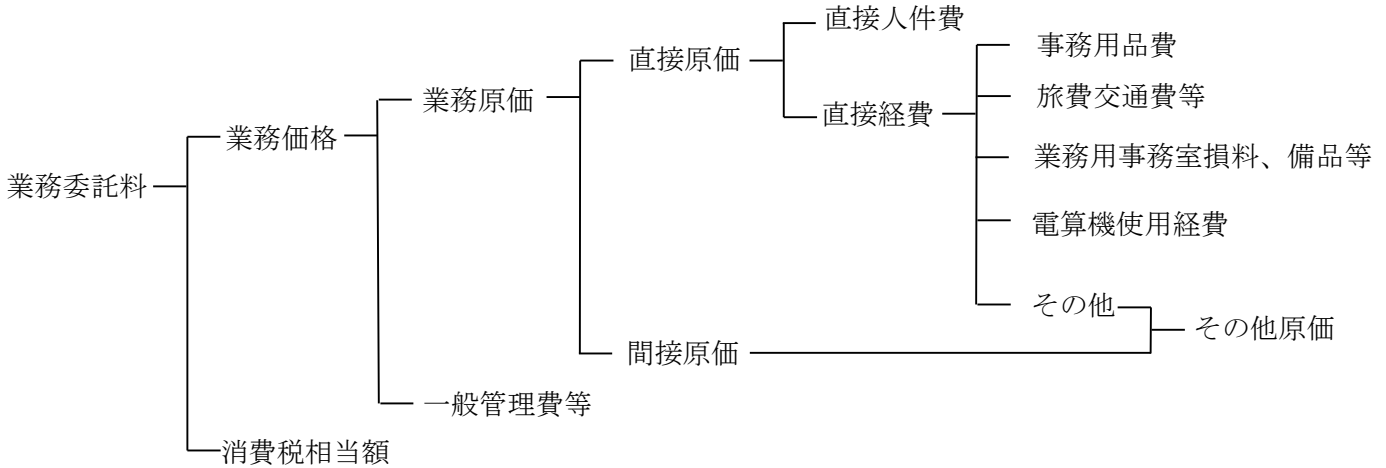 直接人件費
事務用品費
直接原価
旅費交通費等
業務原価
直接経費
業務価格
業務用事務室損料、備品等
業務委託料
電算機使用経費
その他
その他原価
間接原価
一般管理費等
消費税相当額